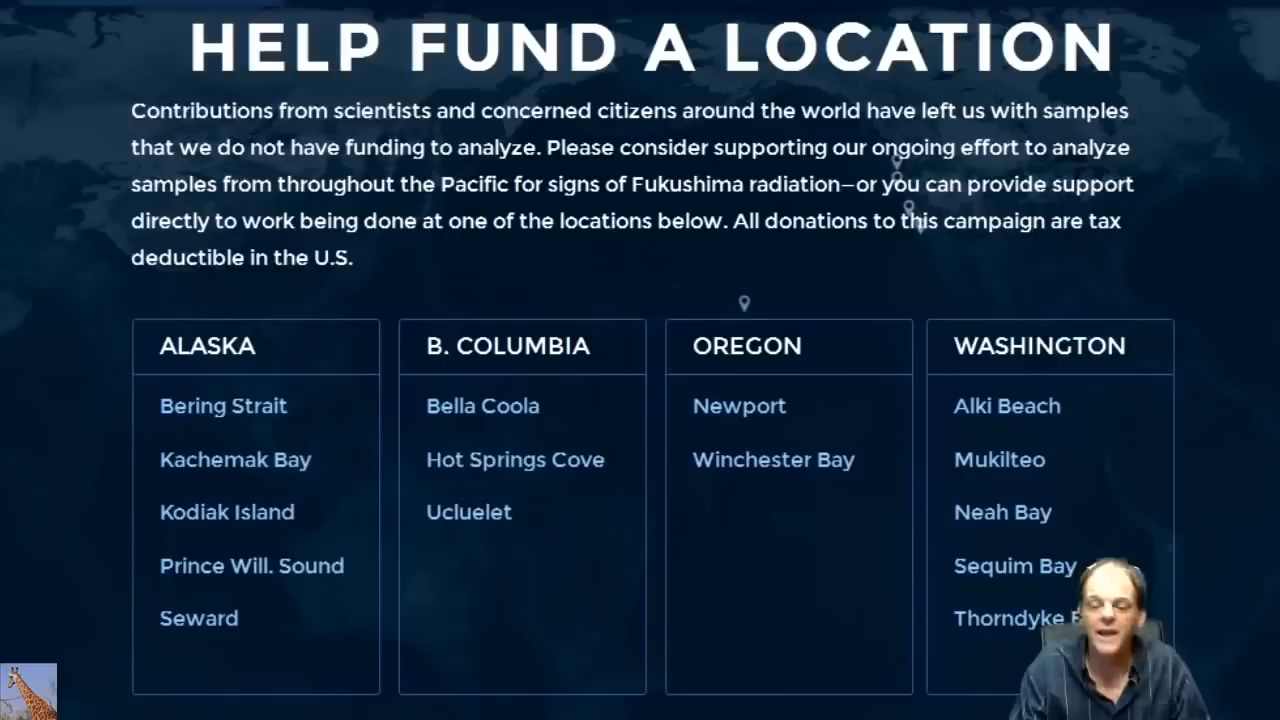 HELP FUND A LOCATION
Contributions from scientists and concerned citizens around the world have left us with samples
that we do not have funding to analyze. Please consider supporting our ongoing effort to analyze
samples from throughout the Pacific for signs of Fukushima radiation–or you can provide support
directly to work being done at one of the locations below. All donations to this campaign are tax
deductible in the U.S.
ALASKA
Bering Strait
Kachemak Bay
Kodiak Island
Prince Will. Sound
Seward
B. COLUMBIA
Bella Coola
Hot Springs Cove
Ucluelet
OREGON
Newport
Winchester Bay
WASHINGTON
Alki Beach
Mukilteo
Neah Bay
Sequim Bay
Thorndyke